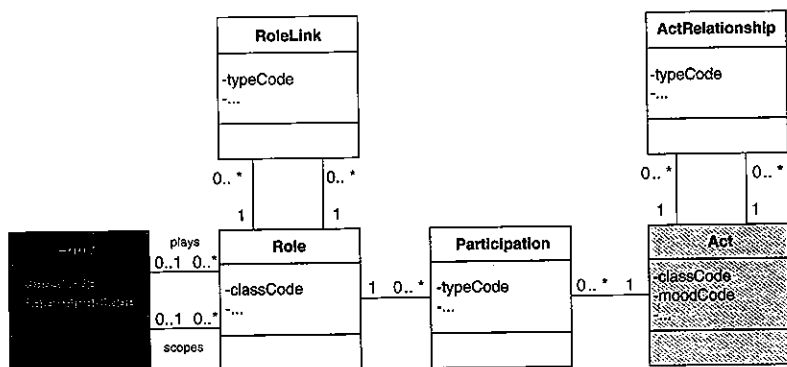 RoleLink
-typeCode
-...
ActRelationship
-typeCode
-...
0..* 0..*
1 1
0..* 0..*
1 1
plays
0..1 0..*
0..1 0..*
scopes
Role
-classCode
-...
1 0..*
Participation
-typeCode
-...
0..* 1
Act
-classCode
-moodCode
-...